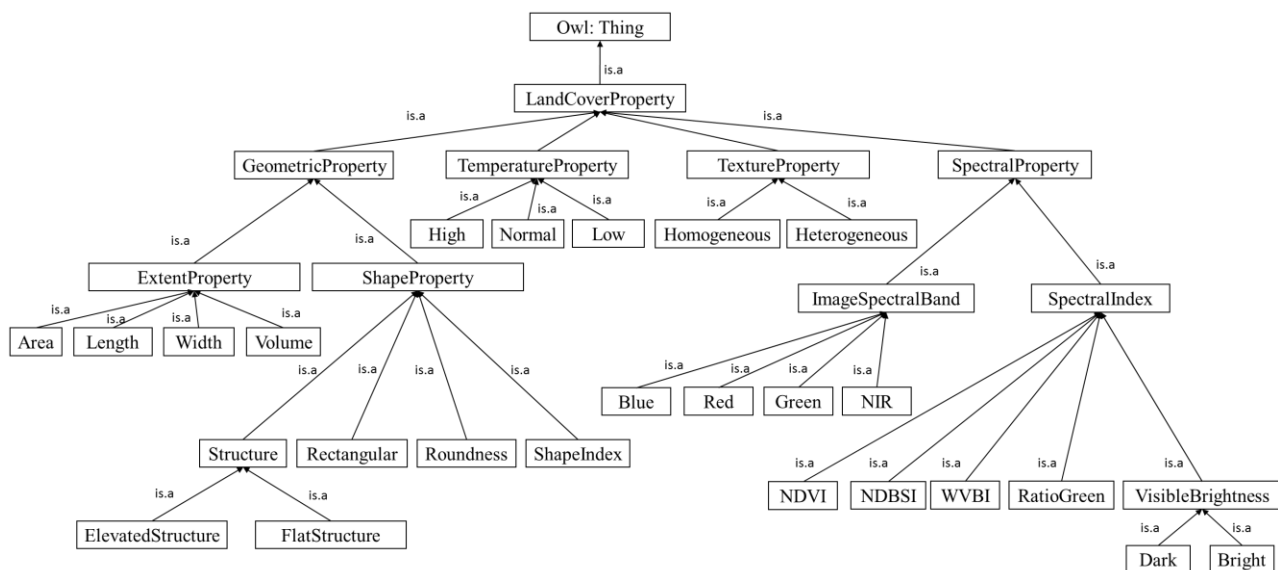 Owl: Thing
is.a
LandCoverProperty
is.a
is.a
GeometricProperty
TemperatureProperty
TextureProperty
SpectralProperty
is.a
is.a
is.a
is.a
is.a
High
Normal
Low
Homogeneous
Heterogeneous
is.a
is.a
is.a
is.a
ExtentProperty
ShapeProperty
ImageSpectralBand
SpectralIndex
is.a
is.a
is.a
is.a
Area
Length
Width
Volume
is.a
is.a
is.a
is.a
is.a
is.a
is.a
is.a
Blue
Red
Green
NIR
Structure
Rectangular
Roundness
ShapeIndex
is.a
is.a
is.a
is.a
is.a
NDVI
NDBSI
WVBI
RatioGreen
VisibleBrightness
is.a
is.a
ElevatedStructure
FlatStructure
is.a
is.a
Dark
Bright